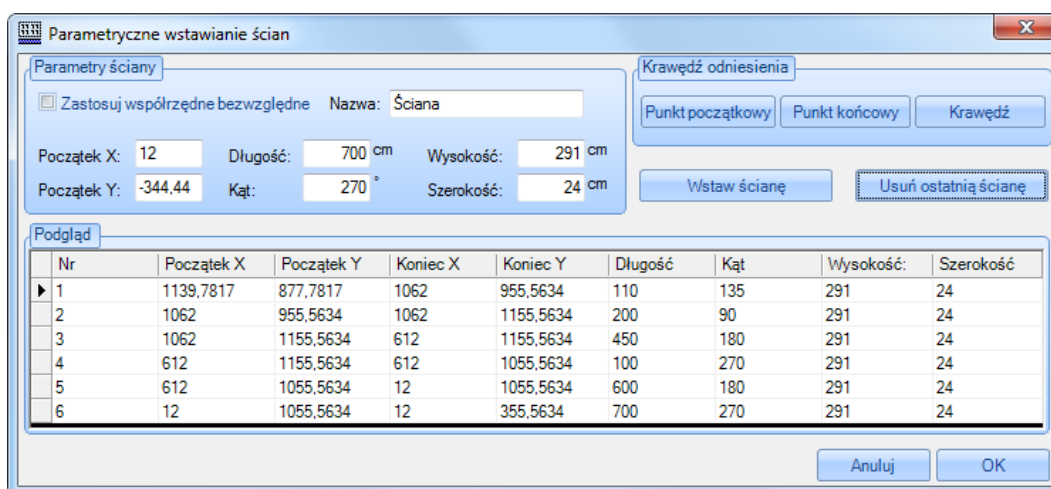 Parametryczne wstawianie ścian
Parametry ściany
Zastosuj współrzędne bezwzględne Nazwa: Ściana
Początek X: 12 Długość: 700 cm Wysokość: 291 cm
Początek Y: -344,44 Kąt: 270 ° Szerokość: 24 cm
Krawędź odniesienia
Punkt początkowy Punkt końcowy Krawędź
Wstaw ścianę Usuń ostatnią ścianę
Podgląd
Nr Początek X Początek Y Koniec X Koniec Y Długość Kąt Wysokość: Szerokość
1 1139,7817 877,7817 1062 955,5634 110 135 291 24
2 1062 955,5634 1062 1155,5634 200 90 291 24
3 1062 1155,5634 612 1155,5634 450 180 291 24
4 612 1155,5634 612 1055,5634 100 270 291 24
5 612 1055,5634 12 1055,5634 600 180 291 24
6 12 1055,5634 12 355,5634 700 270 291 24
Anuluj OK